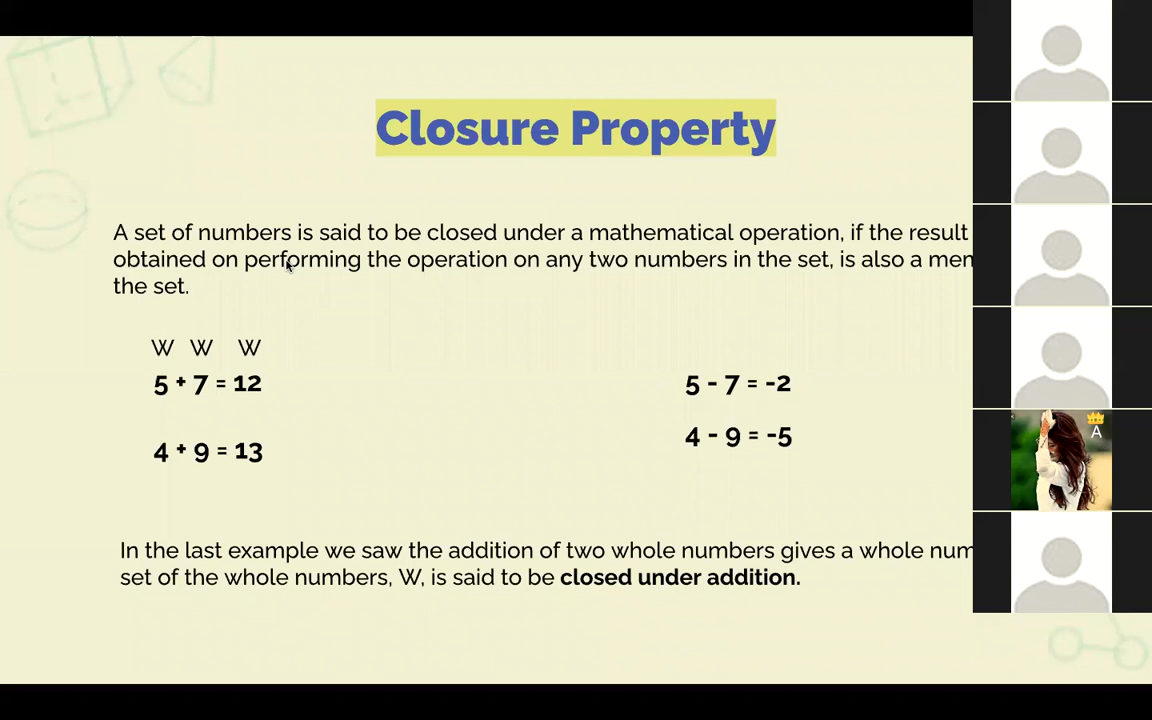 Closure Property
A set of numbers is said to be closed under a mathematical operation, if the result
obtained on performing the operation on any two numbers in the set, is also a
the set.
W W W
5 + 7 = 12
4 + 9 = 13
5 - 7 = -2
4 - 9 = -5
In the last example we saw the addition of two whole numbers gives a whole
set of the whole numbers, W, is said to be closed under addition.
A